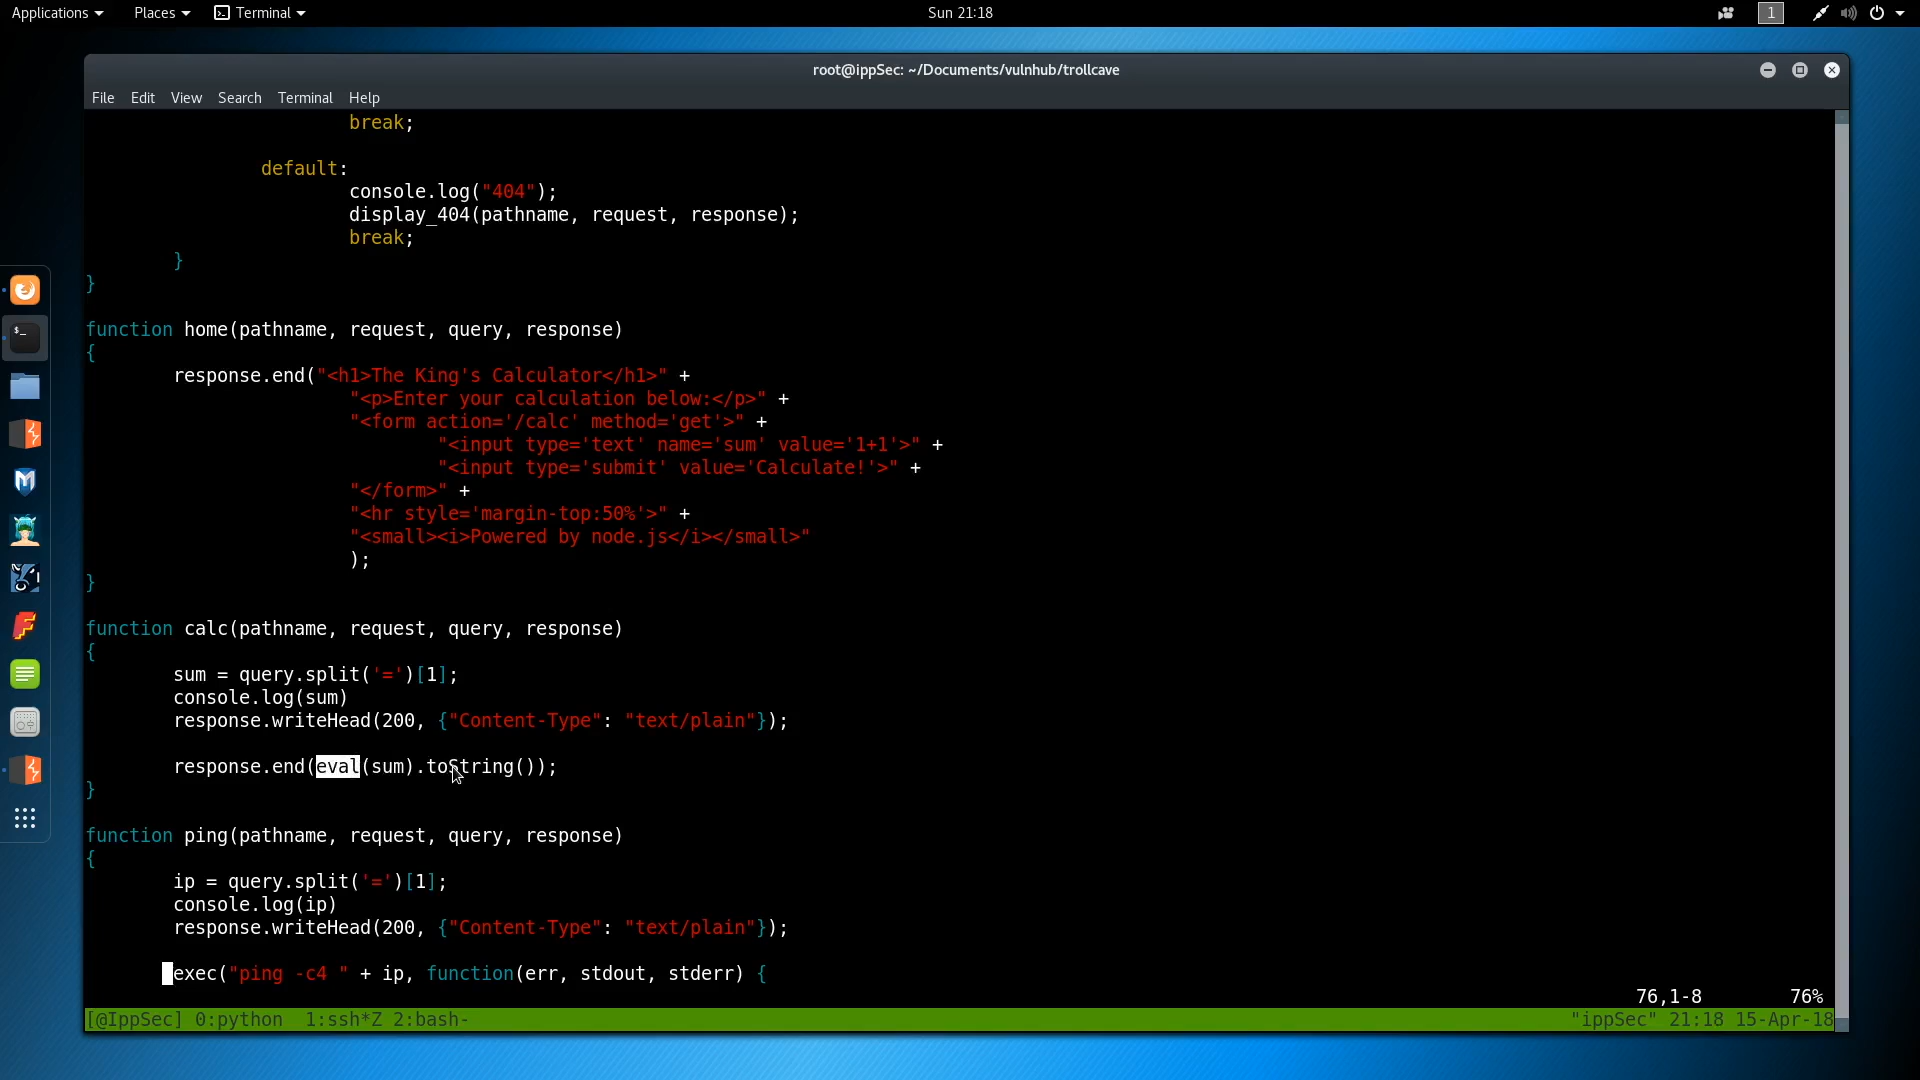 Applications Places Terminal Sun 21:18 1
root@ippSec: ~/Documents/vulnhub/trollcave
File Edit View Search Terminal Help
break;
default:
console.log("404");
display_404(pathname, request, response);
break;
}
}
function home(pathname, request, query, response)
{
response.end("<h1>The King's Calculator</h1>" +
"<p>Enter your calculation below:</p>" +
"<form action='/calc' method='get'>" +
"<input type='text' name='sum' value='1+1'>" +
"<input type='submit' value='Calculate!'>" +
"</form>" +
"<hr style='margin-top:50%'>" +
"<small><i>Powered by node.js</i></small>"
);
}
function calc(pathname, request, query, response)
{
sum = query.split('=')[1];
console.log(sum)
response.writeHead(200, {"Content-Type": "text/plain"});
response.end(eval(sum).toString());
}
function ping(pathname, request, query, response)
{
ip = query.split('=')[1];
console.log(ip)
response.writeHead(200, {"Content-Type": "text/plain"});
exec("ping -c4 " + ip, function(err, stdout, stderr) {
76,1-8 76%
[@IppSec] 0:python 1:ssh*Z 2:bash- "ippSec" 21:18 15-Apr-18